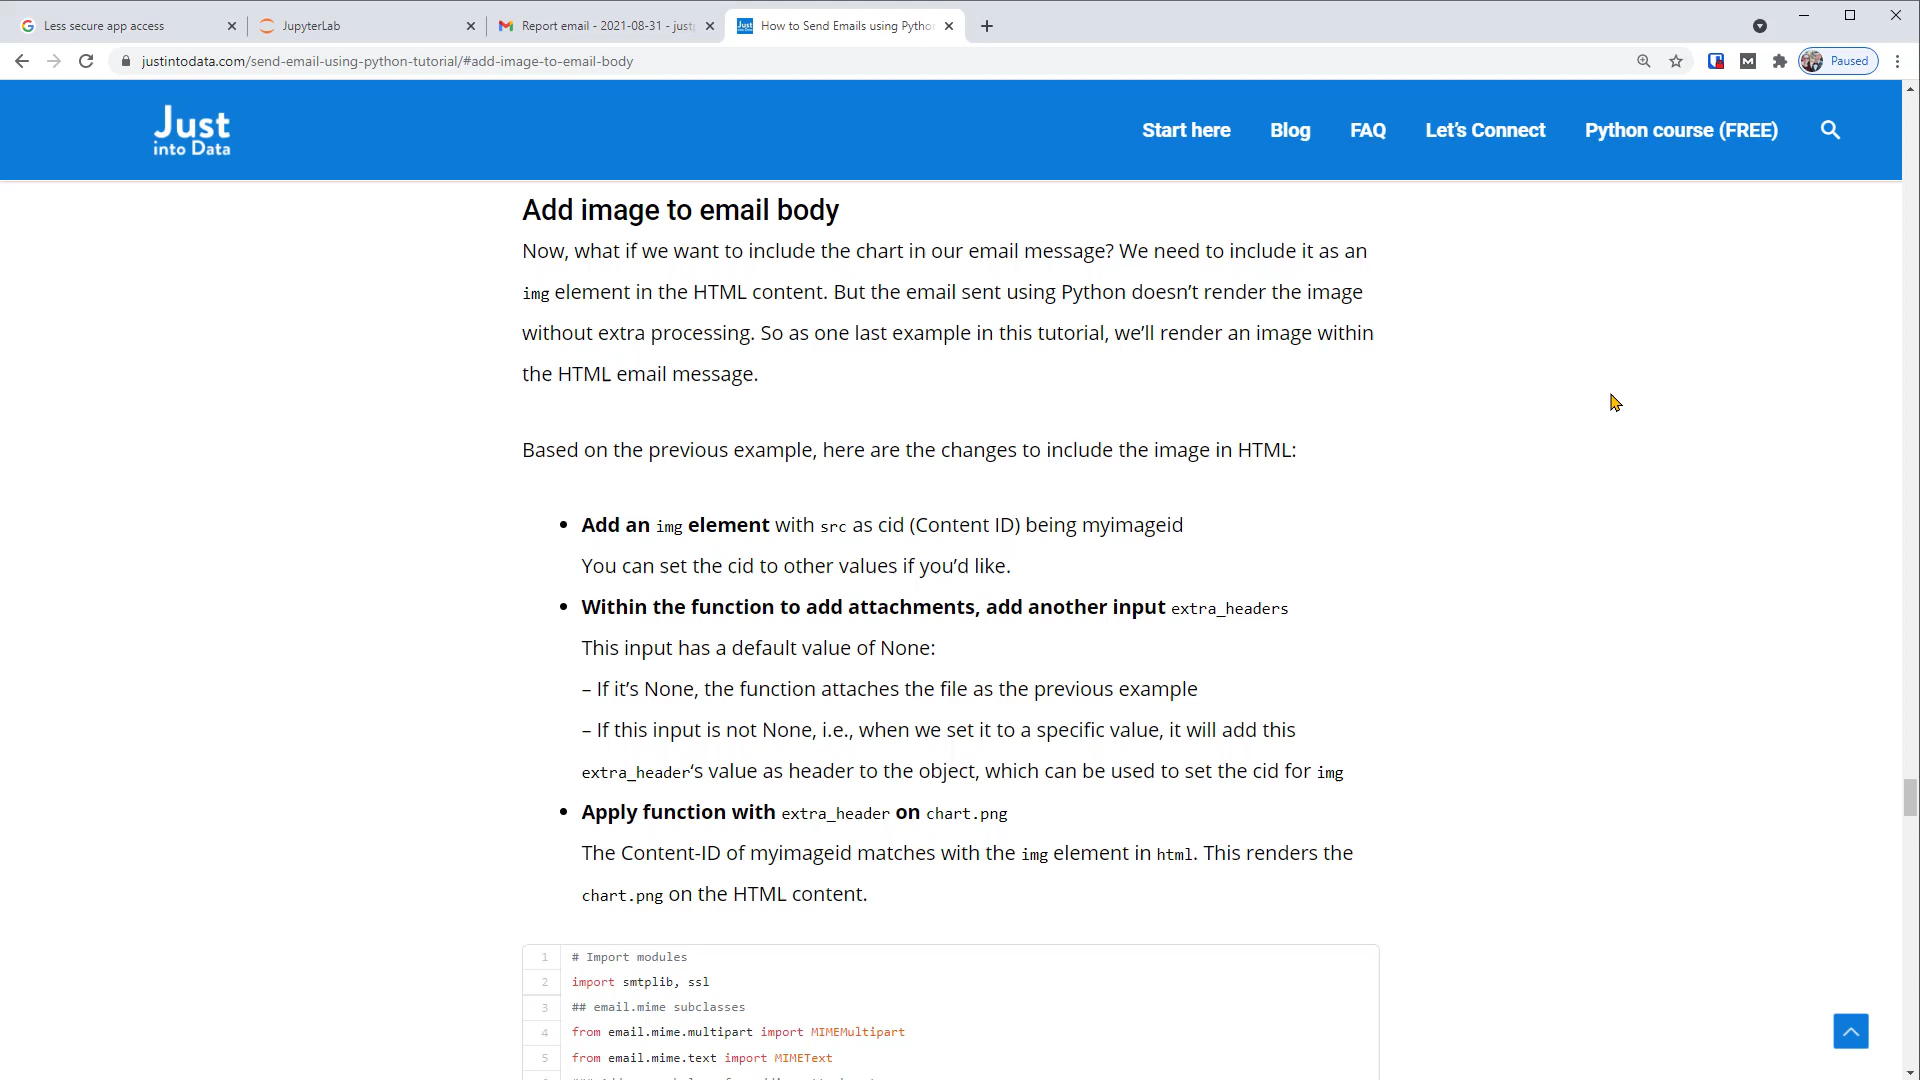 Less secure app access
JupyterLab
Report email - 2021-08-31 - justp
How to Send Emails using Python
justintodata.com/send-email-using-python-tutorial/#add-image-to-email-body
Paused
Just
into Data
Start here
Blog
FAQ
Let’s Connect
Python course (FREE)
Add image to email body
Now, what if we want to include the chart in our email message? We need to include it as an
img element in the HTML content. But the email sent using Python doesn’t render the image
without extra processing. So as one last example in this tutorial, we’ll render an image within
the HTML email message.
Based on the previous example, here are the changes to include the image in HTML:
• Add an img element with src as cid (Content ID) being myimageid
You can set the cid to other values if you’d like.
• Within the function to add attachments, add another input extra_headers
This input has a default value of None:
– If it’s None, the function attaches the file as the previous example
– If this input is not None, i.e., when we set it to a specific value, it will add this
extra_header‘s value as header to the object, which can be used to set the cid for img
• Apply function with extra_header on chart.png
The Content-ID of myimageid matches with the img element in html. This renders the
chart.png on the HTML content.
1 # Import modules
2 import smtplib, ssl
3 ## email.mime subclasses
4 from email.mime.multipart import MIMEMultipart
5 from email.mime.text import MIMEText